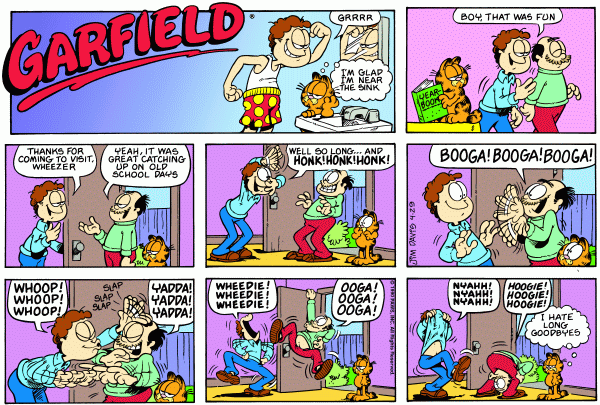 GARFIELD®
GRRRR
I'M GLAD
I'M NEAR
THE SINK
BOY, THAT WAS FUN
YEAR-
BOOK
THANKS FOR
COMING TO VISIT,
WHEEZER
YEAH, IT WAS
GREAT CATCHING
UP ON OLD
SCHOOL DAYS
WELL SO LONG... AND
HONK! HONK! HONK!
BOOGA! BOOGA! BOOGA!
JIM DAVIS 4-29
WHOOP!
WHOOP!
WHOOP!
SLAP
SLAP
SLAP
YADDA!
YADDA!
YADDA!
WHEEDIE!
WHEEDIE!
WHEEDIE!
OOGA!
OOGA!
OOGA!
NYAHH!
NYAHH!
NYAHH!
HOOGIE!
HOOGIE!
HOOGIE!
I HATE
LONG
GOODBYES